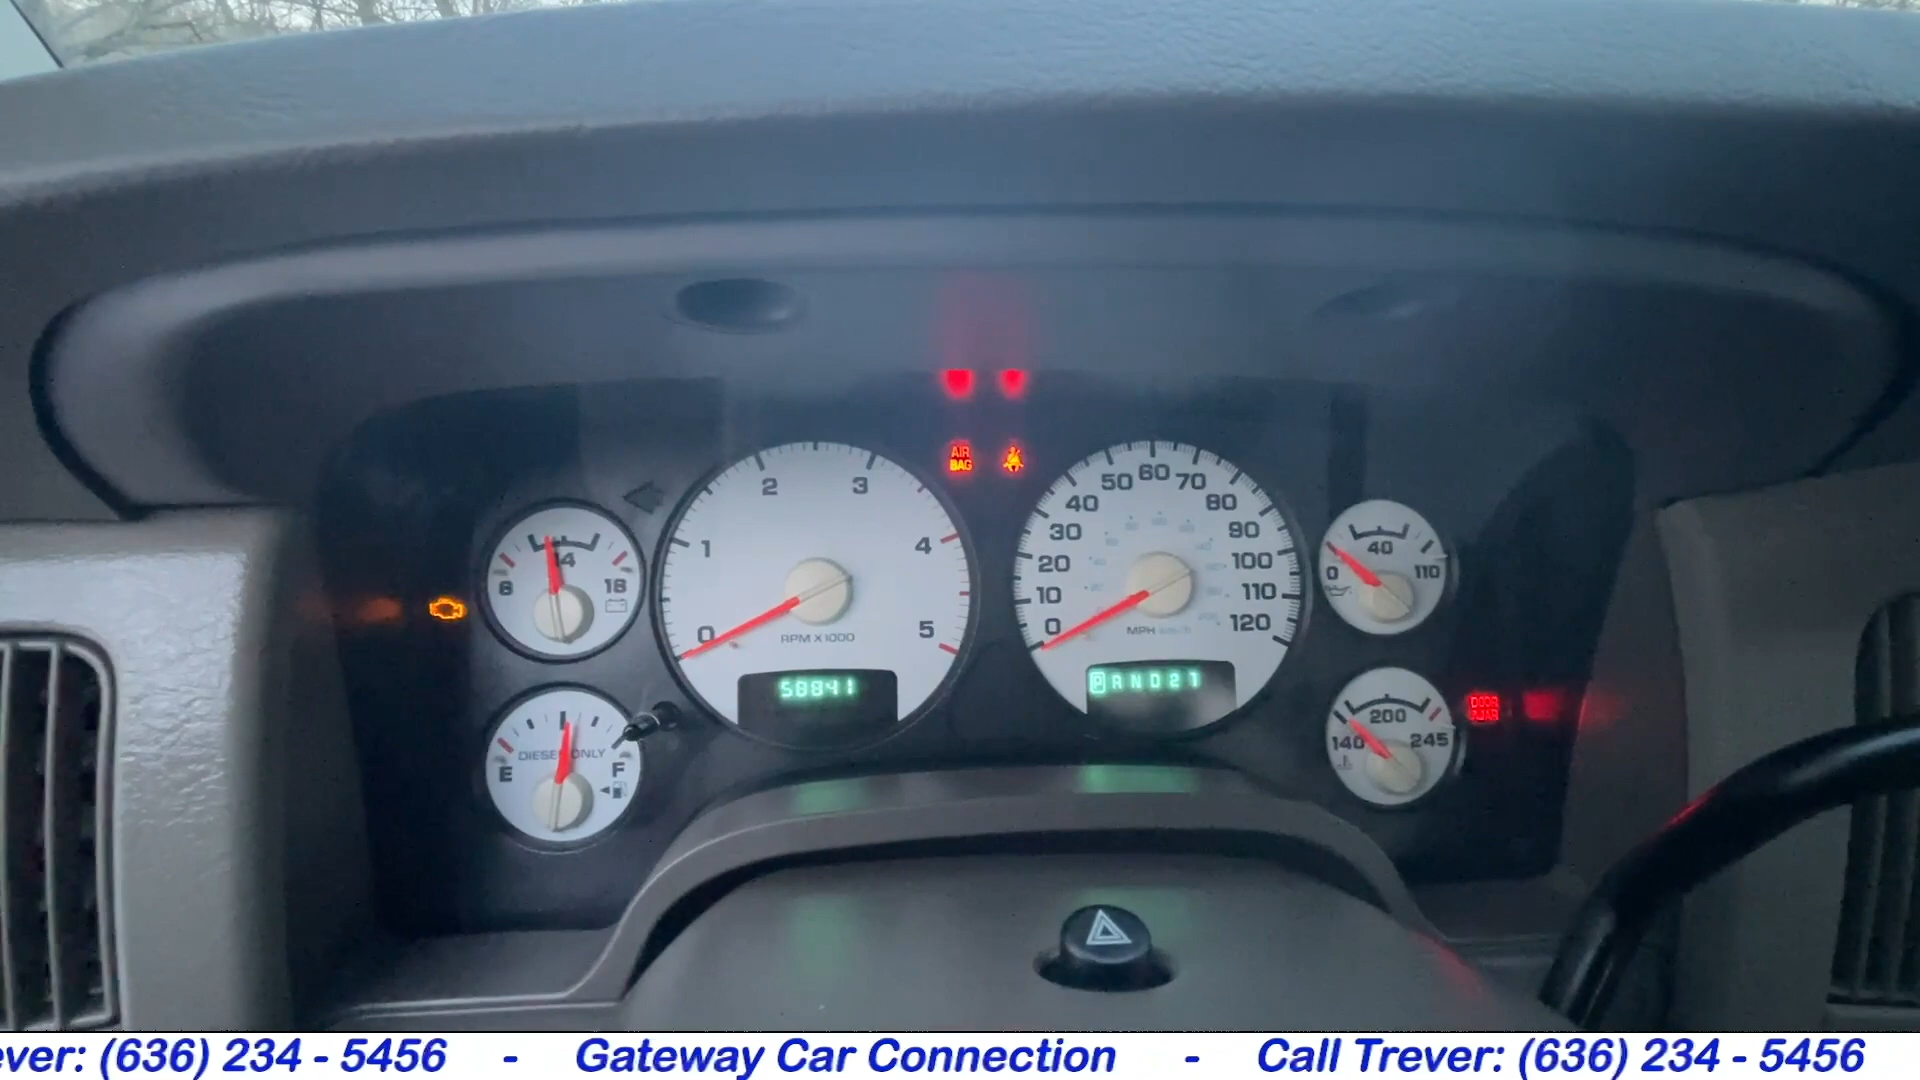 AIR
BAG
2 3
1 4
0 5
RPM X 1000
58841
50 60 70
40 80
30 90
20 100
10 110
0 120
MPH
P R N D 2 1
14
8 18
DIESEL ONLY
E F
40
0 110
200
140 245
DOOR
AJAR
ever: (636) 234 - 5456 - Gateway Car Connection - Call Trever: (636) 234 - 5456